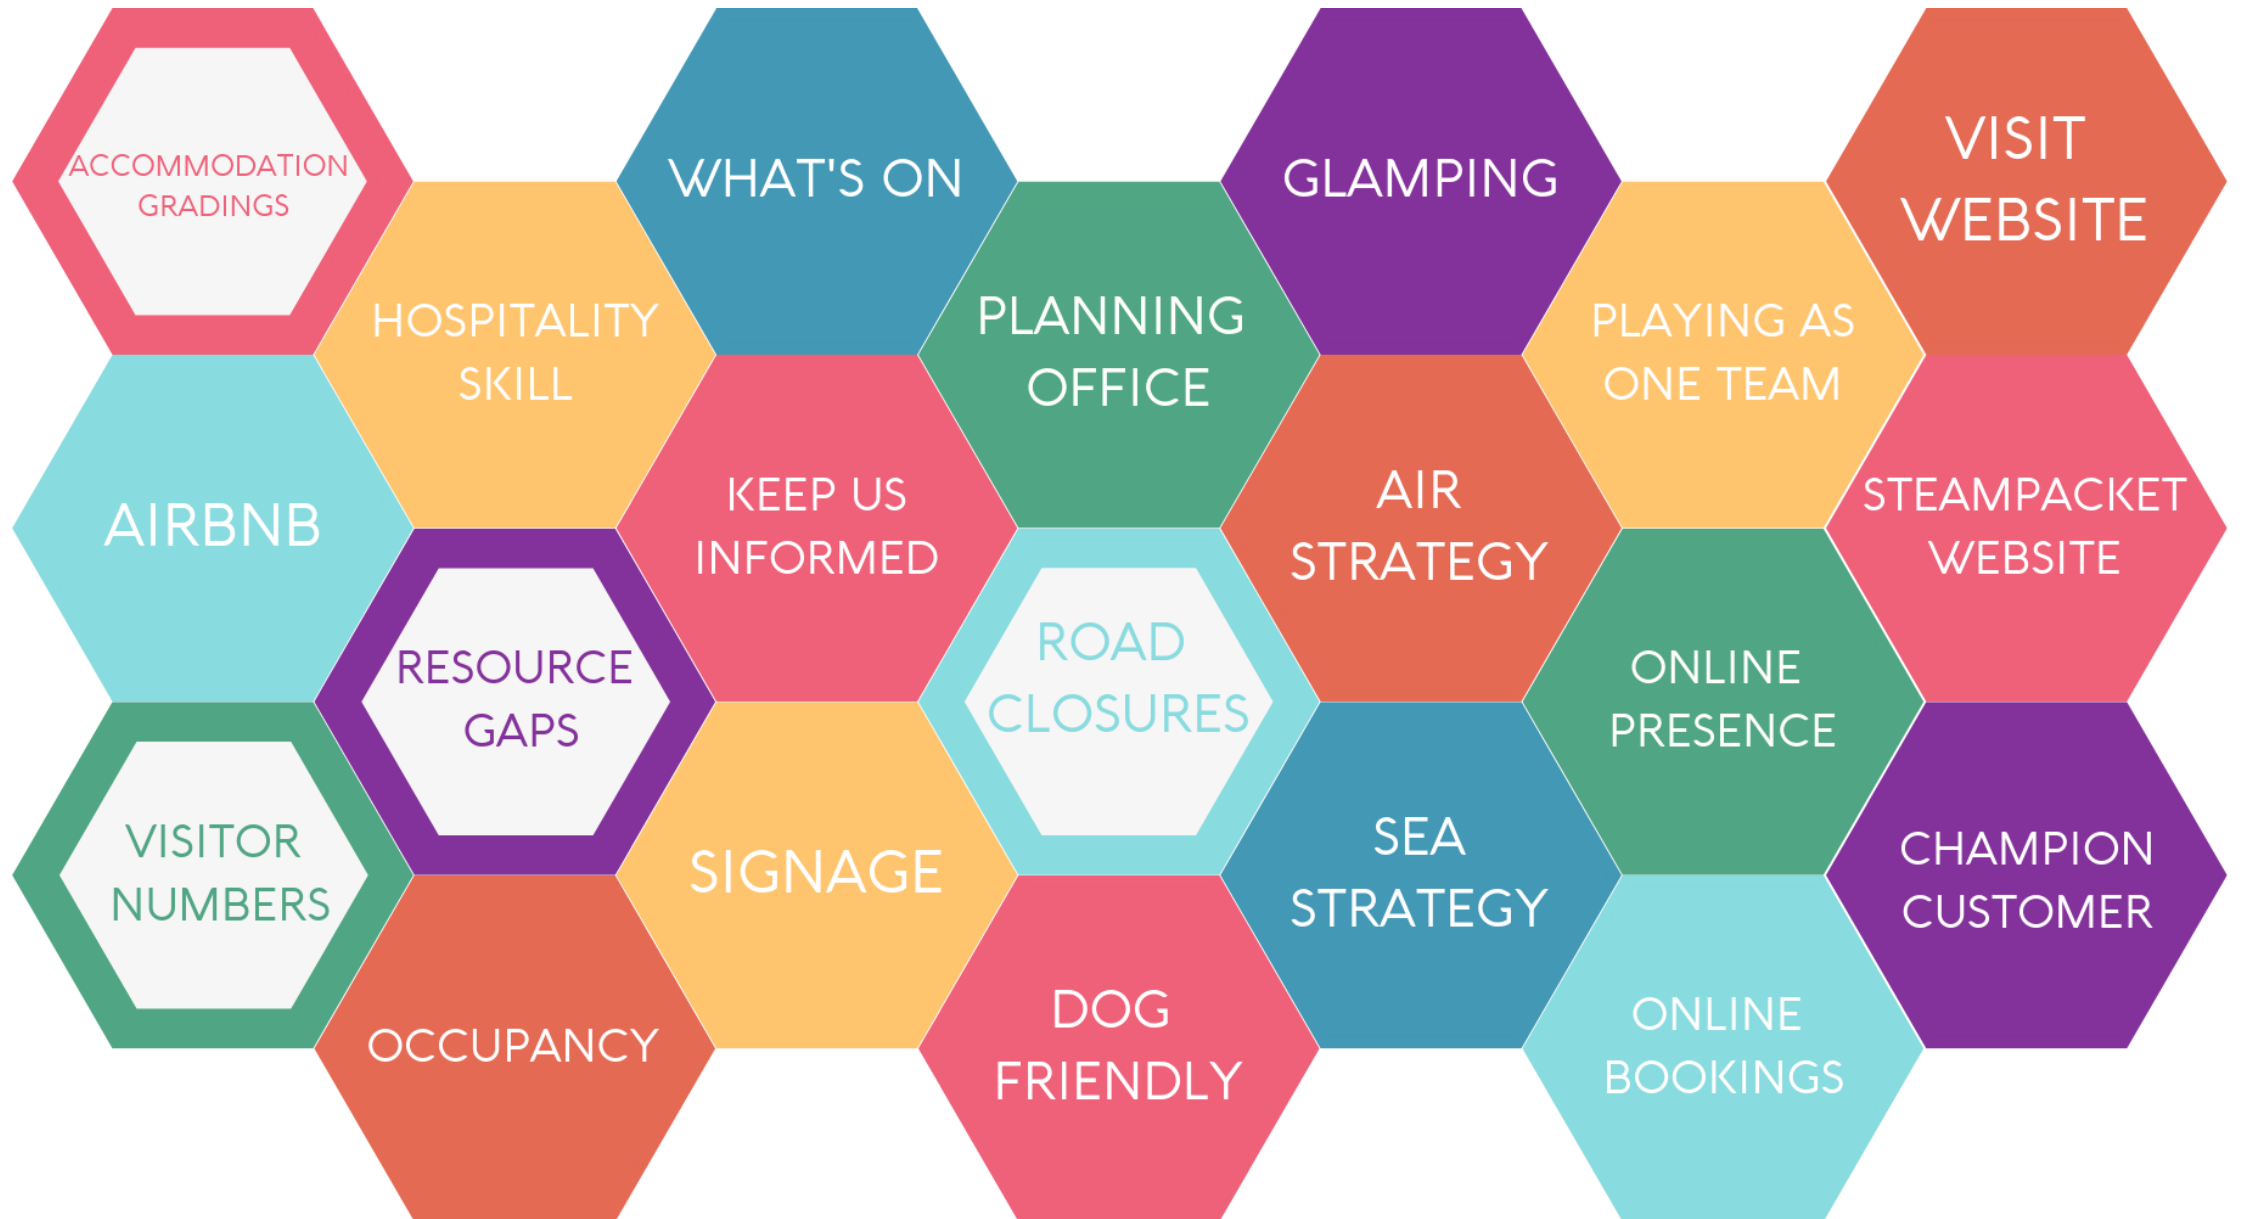 ACCOMMODATION
GRADINGS
WHAT'S ON
GLAMPING
VISIT
WEBSITE
HOSPITALITY
SKILL
PLANNING
OFFICE
PLAYING AS
ONE TEAM
AIRBNB
KEEP US
INFORMED
AIR
STRATEGY
STEAMPACKET
WEBSITE
RESOURCE
GAPS
ROAD
CLOSURES
ONLINE
PRESENCE
VISITOR
NUMBERS
SIGNAGE
SEA
STRATEGY
CHAMPION
CUSTOMER
OCCUPANCY
DOG
FRIENDLY
ONLINE
BOOKINGS